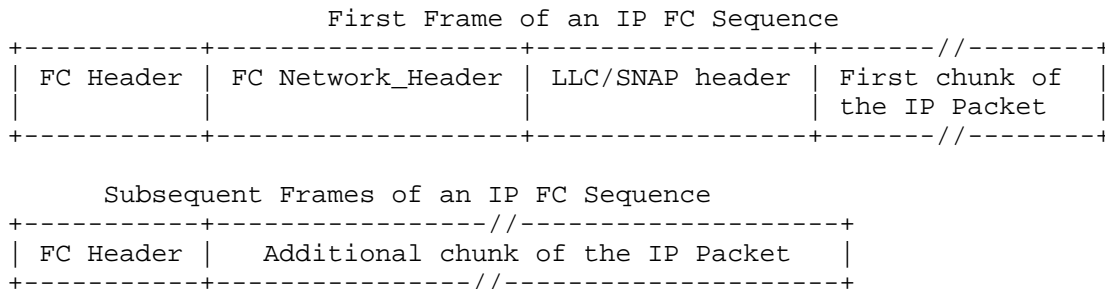 First Frame of an IP FC Sequence
+-----------+-------------------+----------------+-------//--------+
| FC Header | FC Network_Header | LLC/SNAP header | First chunk of |
| | | | the IP Packet |
+-----------+-------------------+----------------+-------//--------+
Subsequent Frames of an IP FC Sequence
+-----------+----------------//--------------------+
| FC Header | Additional chunk of the IP Packet |
+-----------+----------------//--------------------+